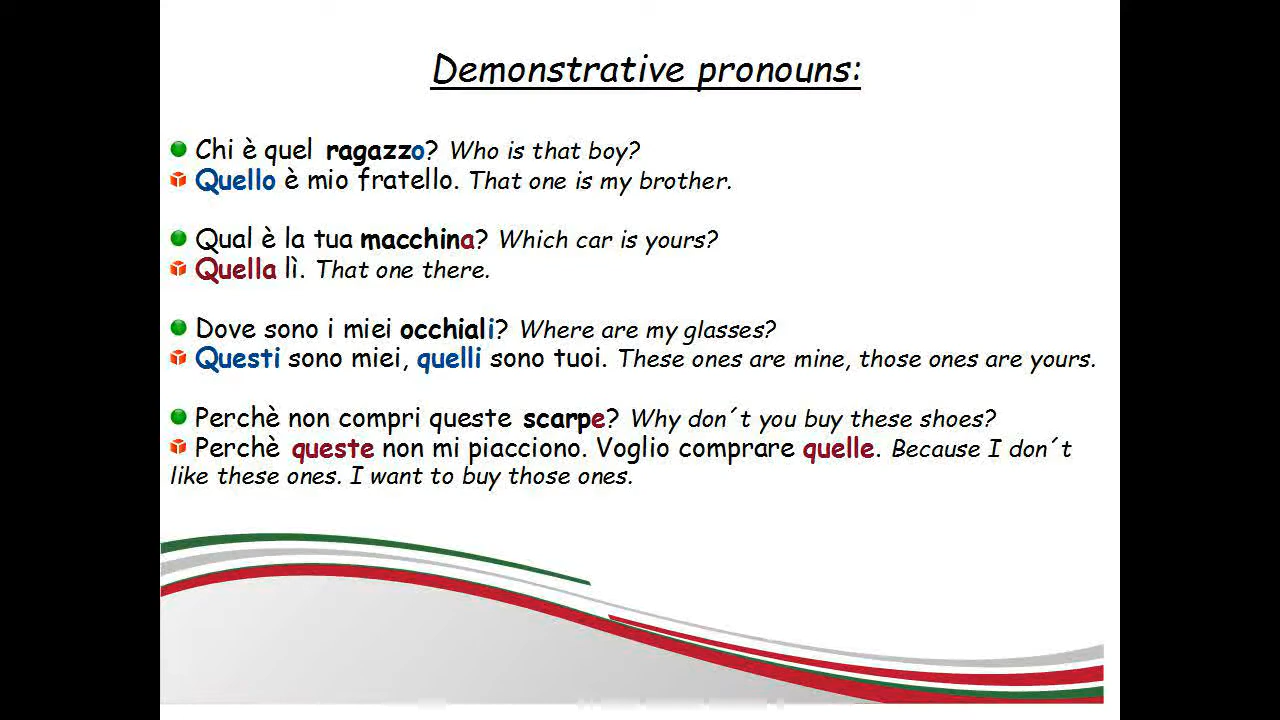 Demonstrative pronouns:
Chi è quel ragazzo? Who is that boy?
Quello è mio fratello. That one is my brother.
Qual è la tua macchina? Which car is yours?
Quella lì. That one there.
Dove sono i miei occhiali? Where are my glasses?
Questi sono miei, quelli sono tuoi. These ones are mine, those ones are yours.
Perchè non compri queste scarpe? Why don´t you buy these shoes?
Perchè queste non mi piacciono. Voglio comprare quelle. Because I don´t
like these ones. I want to buy those ones.